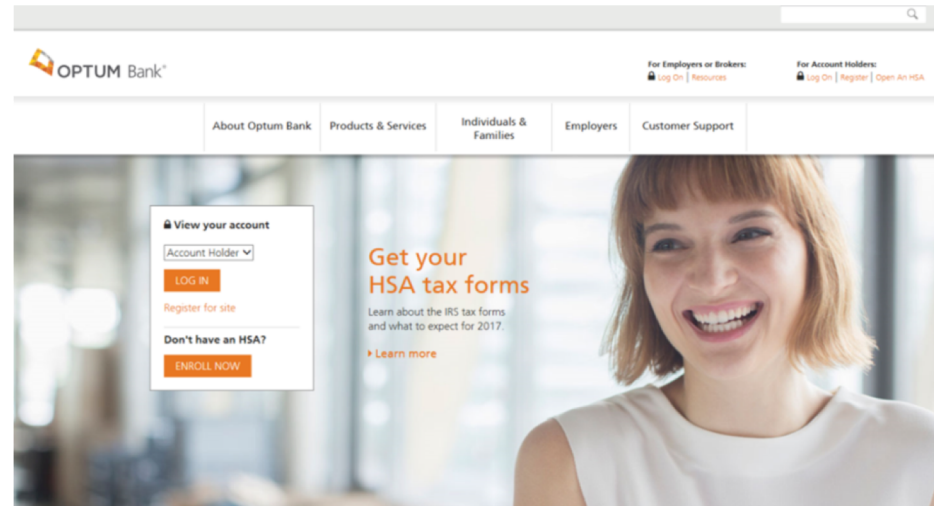 OPTUM Bank®
For Employers or Brokers:
Log On | Resources
For Account Holders:
Log On | Register | Open An HSA
About Optum Bank
Products & Services
Individuals &
Families
Employers
Customer Support
View your account
Account Holder
LOG IN
Register for site
Don't have an HSA?
ENROLL NOW
Get your
HSA tax forms
Learn about the IRS tax forms
and what to expect for 2017.
Learn more